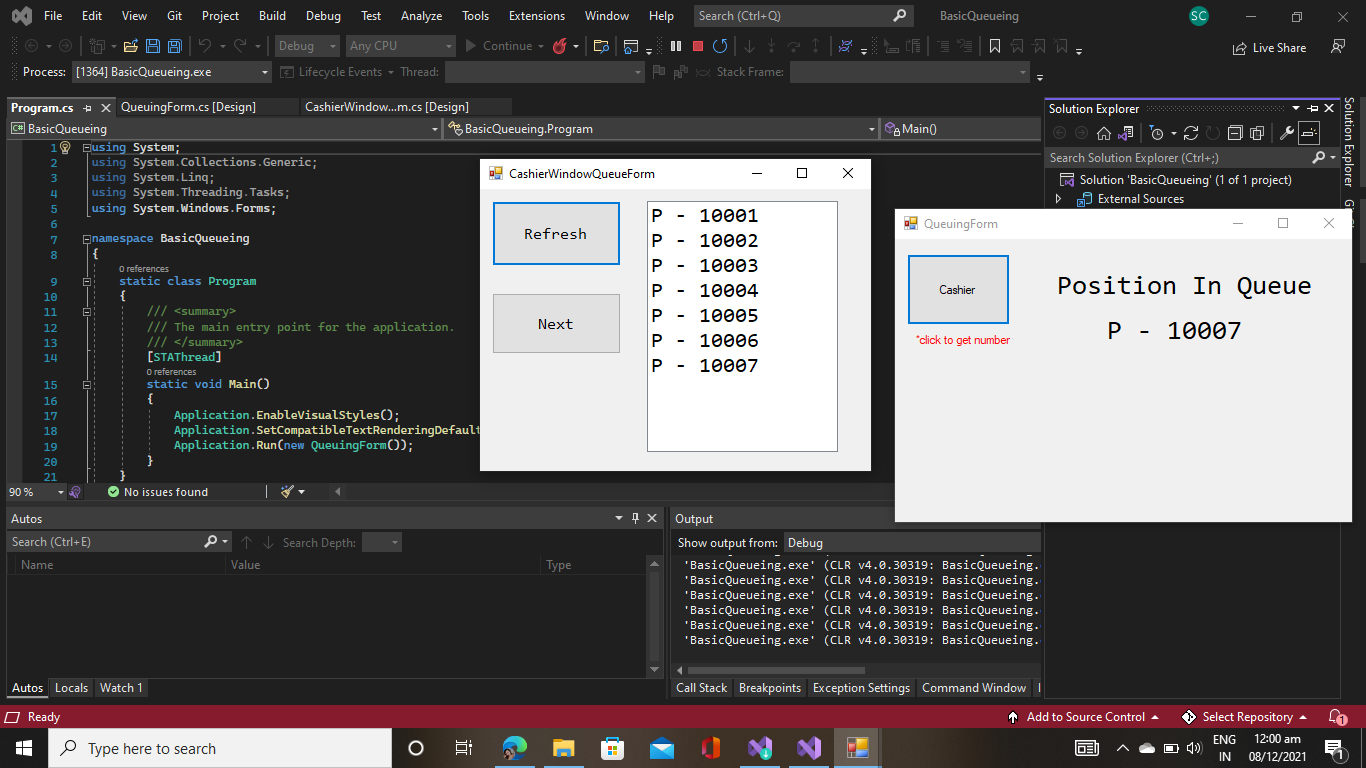 File Edit View Git Project Build Debug Test Analyze Tools Extensions Window Help Search (Ctrl+Q) BasicQueueing SC
Debug Any CPU Continue Live Share
Process: [1364] BasicQueueing.exe Lifecycle Events Thread: Stack Frame:
Program.cs QueuingForm.cs [Design] CashierWindow...m.cs [Design]
C# BasicQueueing BasicQueueing.Program Main()
1 using System;
2 using System.Collections.Generic;
3 using System.Linq;
4 using System.Threading.Tasks;
5 using System.Windows.Forms;
6
7 namespace BasicQueueing
8 {
0 references
9 static class Program
10 {
11 /// <summary>
12 /// The main entry point for the application.
13 /// </summary>
14 [STAThread]
0 references
15 static void Main()
16 {
17 Application.EnableVisualStyles();
18 Application.SetCompatibleTextRenderingDefault
19 Application.Run(new QueuingForm());
20 }
21 }
90 % No issues found
CashierWindowQueueForm
Refresh
Next
P - 10001
P - 10002
P - 10003
P - 10004
P - 10005
P - 10006
P - 10007
Solution Explorer
Search Solution Explorer (Ctrl+;)
Solution 'BasicQueueing' (1 of 1 project)
External Sources
Solution Explorer
QueuingForm
Cashier
*click to get number
Position In Queue
P - 10007
Autos
Search (Ctrl+E) Search Depth:
Name Value Type
Autos Locals Watch 1
Output
Show output from: Debug
'BasicQueueing.exe' (CLR v4.0.30319: BasicQueueing.
'BasicQueueing.exe' (CLR v4.0.30319: BasicQueueing.
'BasicQueueing.exe' (CLR v4.0.30319: BasicQueueing.
'BasicQueueing.exe' (CLR v4.0.30319: BasicQueueing.
'BasicQueueing.exe' (CLR v4.0.30319: BasicQueueing.
'BasicQueueing.exe' (CLR v4.0.30319: BasicQueueing.
Call Stack Breakpoints Exception Settings Command Window
Ready Add to Source Control Select Repository 1
Type here to search
ENG
IN
12:00 am
08/12/2021
1